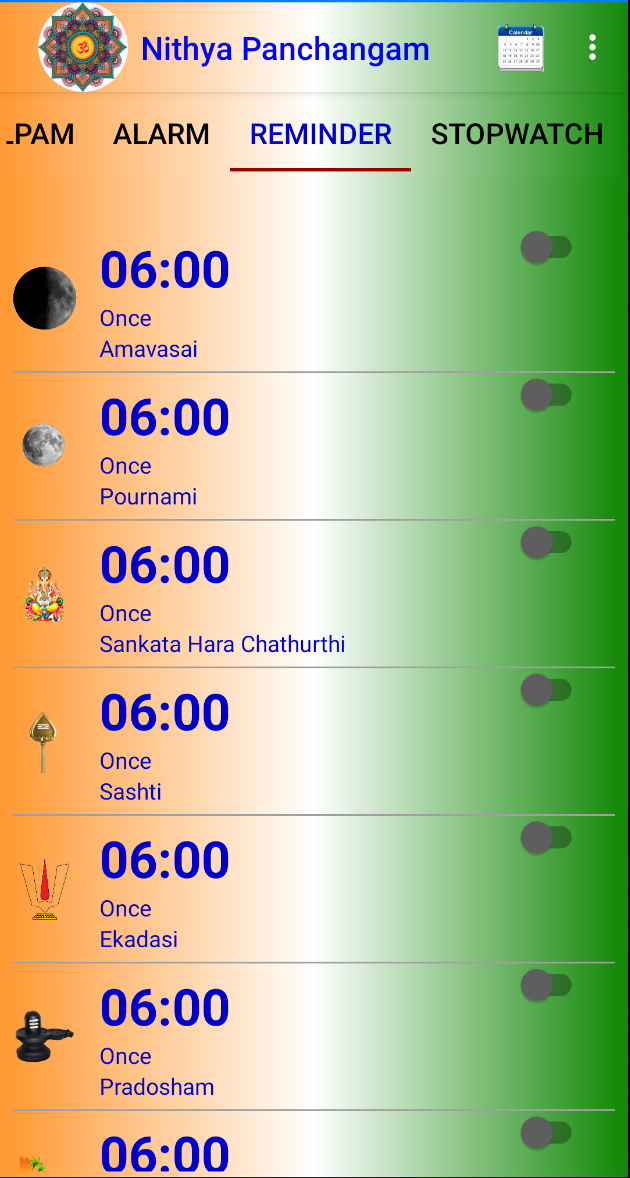 Nithya Panchangam
Calendar
LPAM ALARM REMINDER STOPWATCH
06:00
Once
Amavasai
06:00
Once
Pournami
06:00
Once
Sankata Hara Chathurthi
06:00
Once
Sashti
06:00
Once
Ekadasi
06:00
Once
Pradosham
06:00